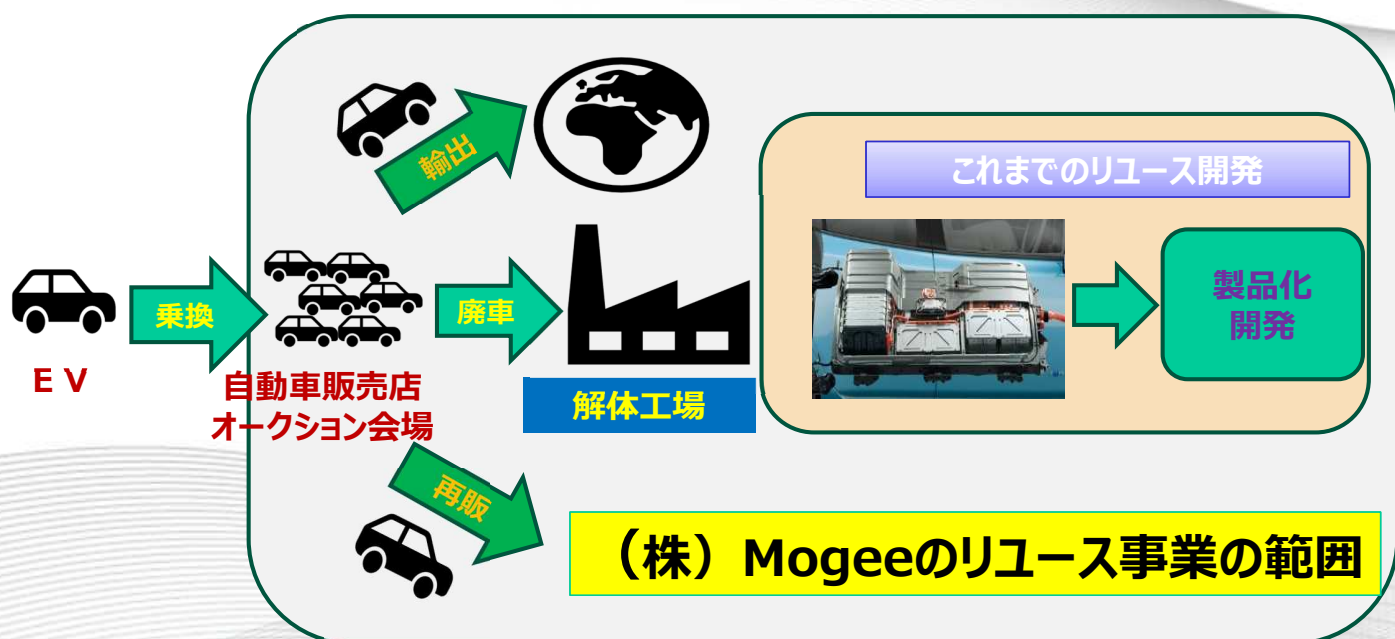 輸出
これまでのリユース開発
乗換
廃車
製品化
開発
ＥＶ
自動車販売店
オークション会場
解体工場
再販
（株）Mogeeのリユース事業の範囲